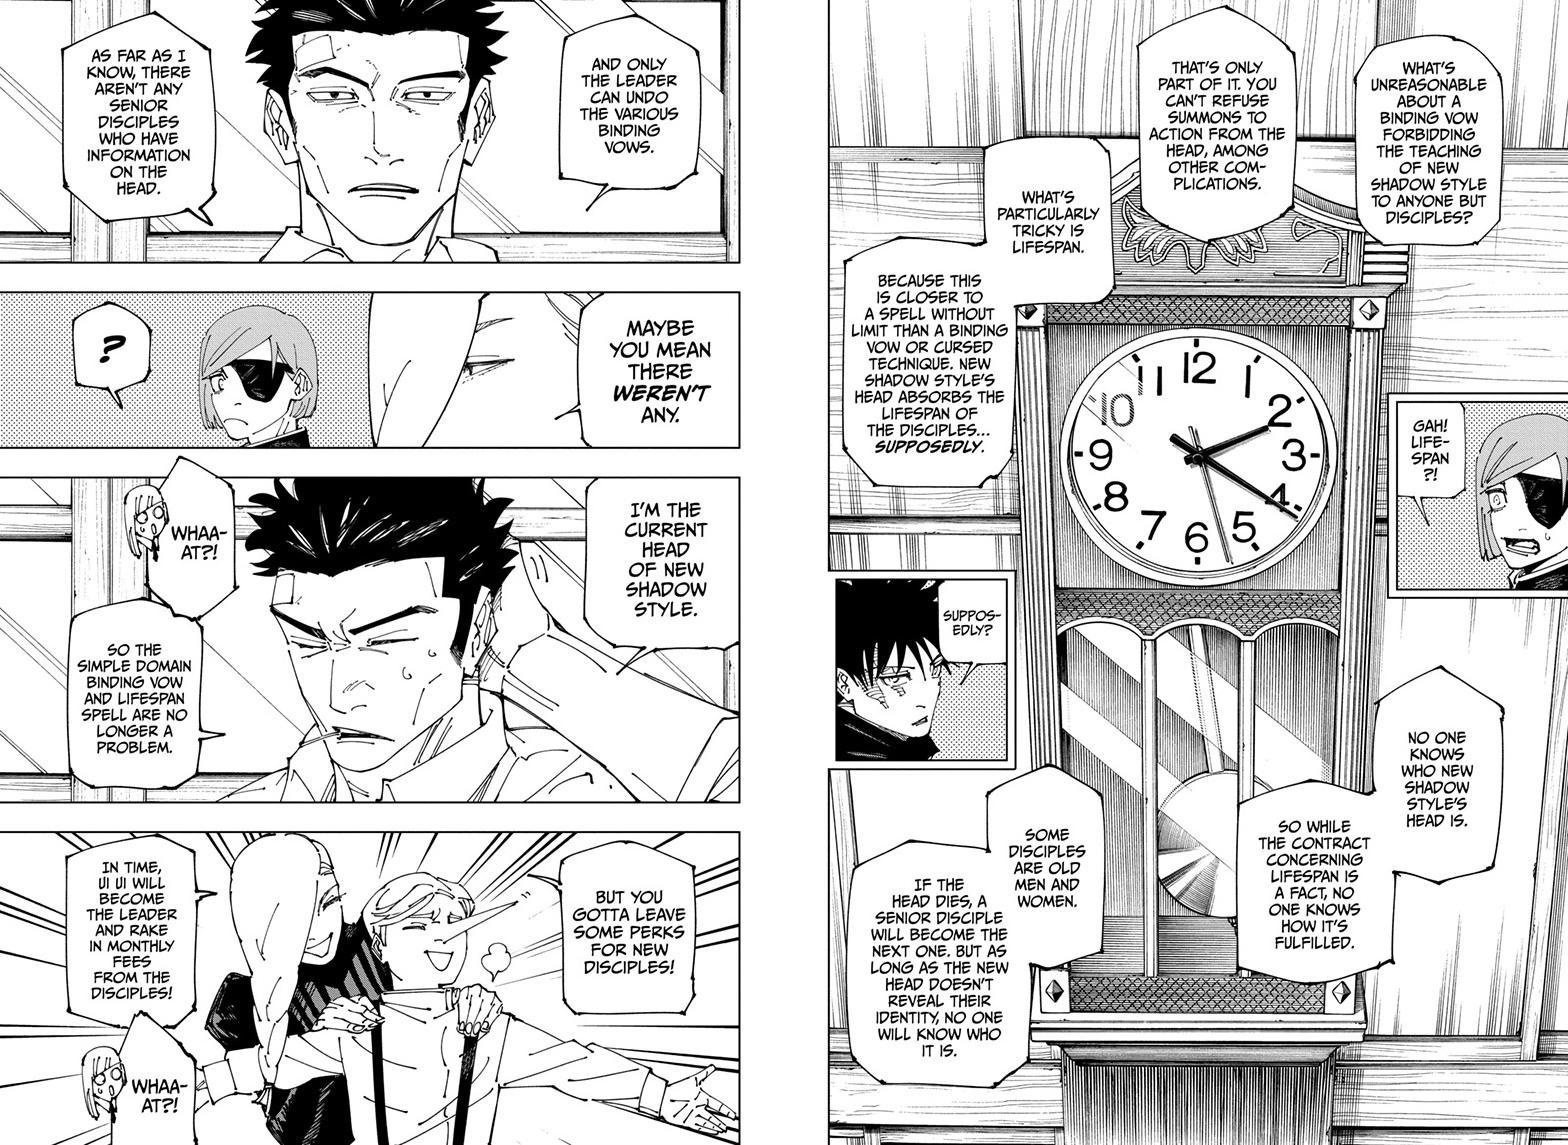 WHAT'S
UNREASONABLE
ABOUT A
BINDING VOW
FORBIDDING
THE TEACHING
OF NEW
SHADOW STYLE
TO ANYONE BUT
DISCIPLES?
THAT'S ONLY
PART OF IT. YOU
CAN'T REFUSE
SUMMONS TO
ACTION FROM THE
HEAD, AMONG
OTHER COM-
PLICATIONS.
WHAT'S
PARTICULARLY
TRICKY IS
LIFESPAN.
BECAUSE THIS
IS CLOSER TO
A SPELL WITHOUT
LIMIT THAN A BINDING
VOW OR CURSED
TECHNIQUE. NEW
SHADOW STYLE'S
HEAD ABSORBS THE
LIFESPAN OF
THE DISCIPLES...
SUPPOSEDLY.
12
1
2
3
4
5
6
7
8
9
10
11
GAH!
LIFE-
SPAN
?!
SUPPOS-
EDLY?
NO ONE
KNOWS
WHO NEW
SHADOW
STYLE'S
HEAD IS.
SO WHILE
THE CONTRACT
CONCERNING
LIFESPAN IS
A FACT, NO
ONE KNOWS
HOW IT'S
FULFILLED.
SOME
DISCIPLES
ARE OLD
MEN AND
WOMEN.
IF THE
HEAD DIES, A
SENIOR DISCIPLE
WILL BECOME THE
NEXT ONE. BUT AS
LONG AS THE NEW
HEAD DOESN'T
REVEAL THEIR
IDENTITY, NO ONE
WILL KNOW WHO
IT IS.
AND ONLY
THE LEADER
CAN UNDO
THE VARIOUS
BINDING
VOWS.
AS FAR AS I
KNOW, THERE
AREN'T ANY
SENIOR
DISCIPLES
WHO HAVE
INFORMATION
ON THE
HEAD.
MAYBE
YOU MEAN
THERE
WEREN'T
ANY.
?
I'M THE
CURRENT
HEAD
OF NEW
SHADOW
STYLE.
WHAA-
AT?!
SO THE
SIMPLE DOMAIN
BINDING VOW
AND LIFESPAN
SPELL ARE NO
LONGER A
PROBLEM.
BUT YOU
GOTTA LEAVE
SOME PERKS
FOR NEW
DISCIPLES!
IN TIME,
UI UI WILL
BECOME
THE LEADER
AND RAKE
IN MONTHLY
FEES
FROM THE
DISCIPLES!
WHAA-
AT?!